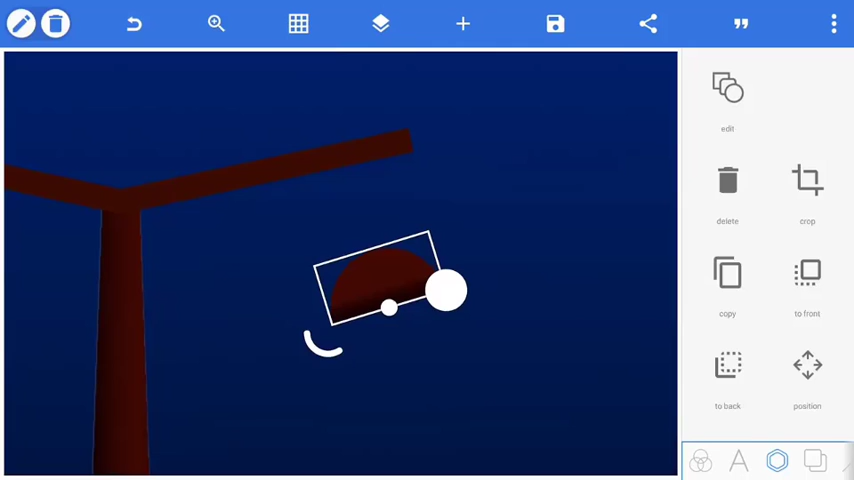 edit
delete
crop
copy
to front
to back
position